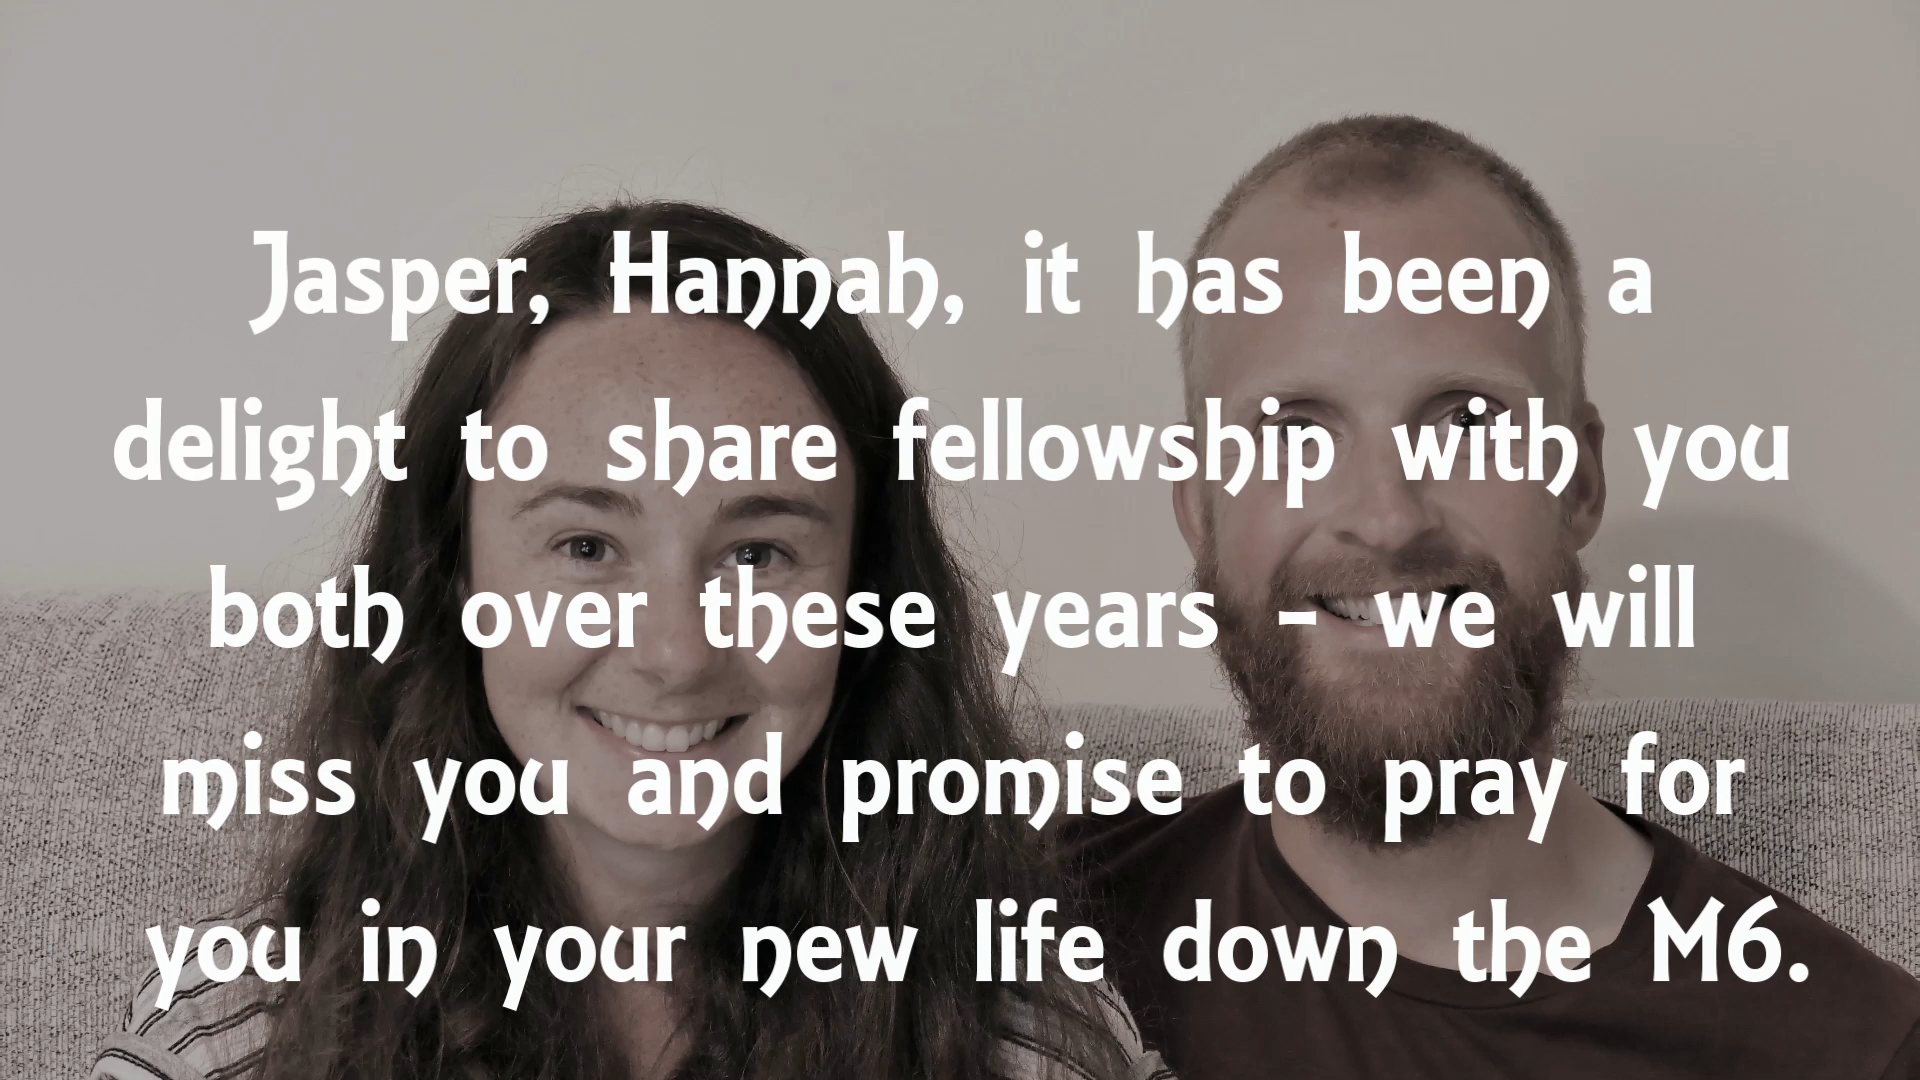 Jasper, Hannah, it has been a
delight to share fellowship with you
both over these years - we will
miss you and promise to pray for
you in your new life down the M6.